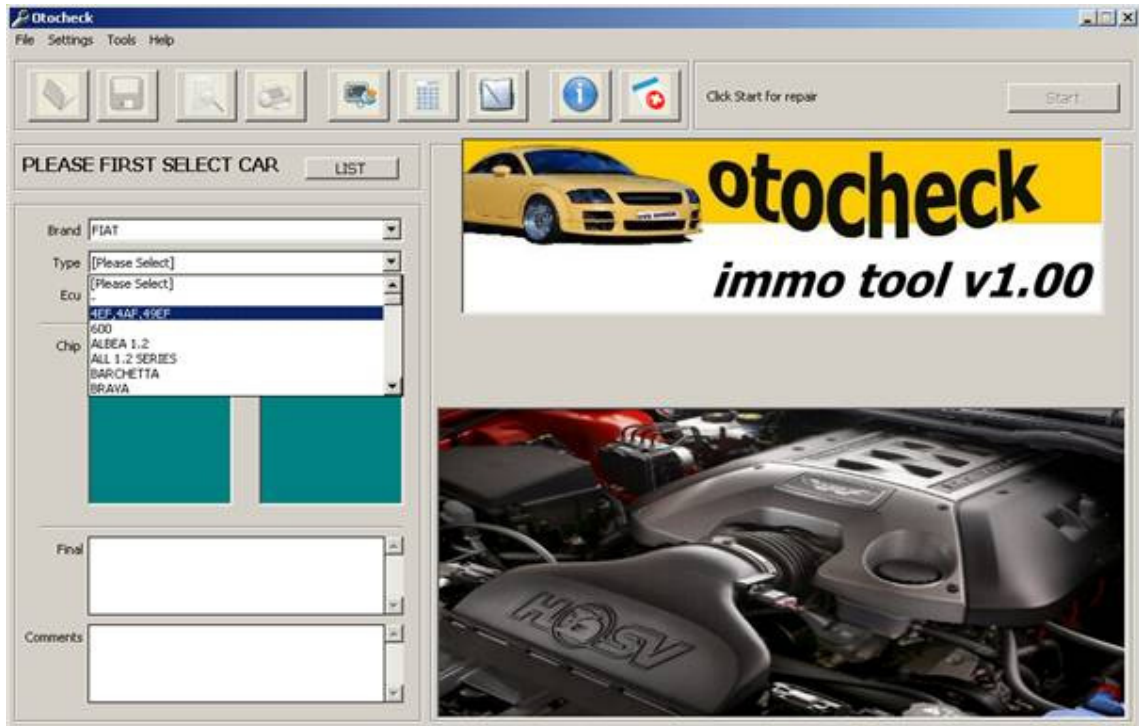 Otocheck
File Settings Tools Help
Click Start for repair
Start
PLEASE FIRST SELECT CAR
LIST
Brand FIAT
Type [Please Select]
[Please Select]
Ecu
-
4EF,4AF,49EF
600
Chip
ALBEA 1.2
ALL 1.2 SERIES
BARCHETTA
BRAVA
Final
Comments
otocheck
immo tool v1.00
HSV